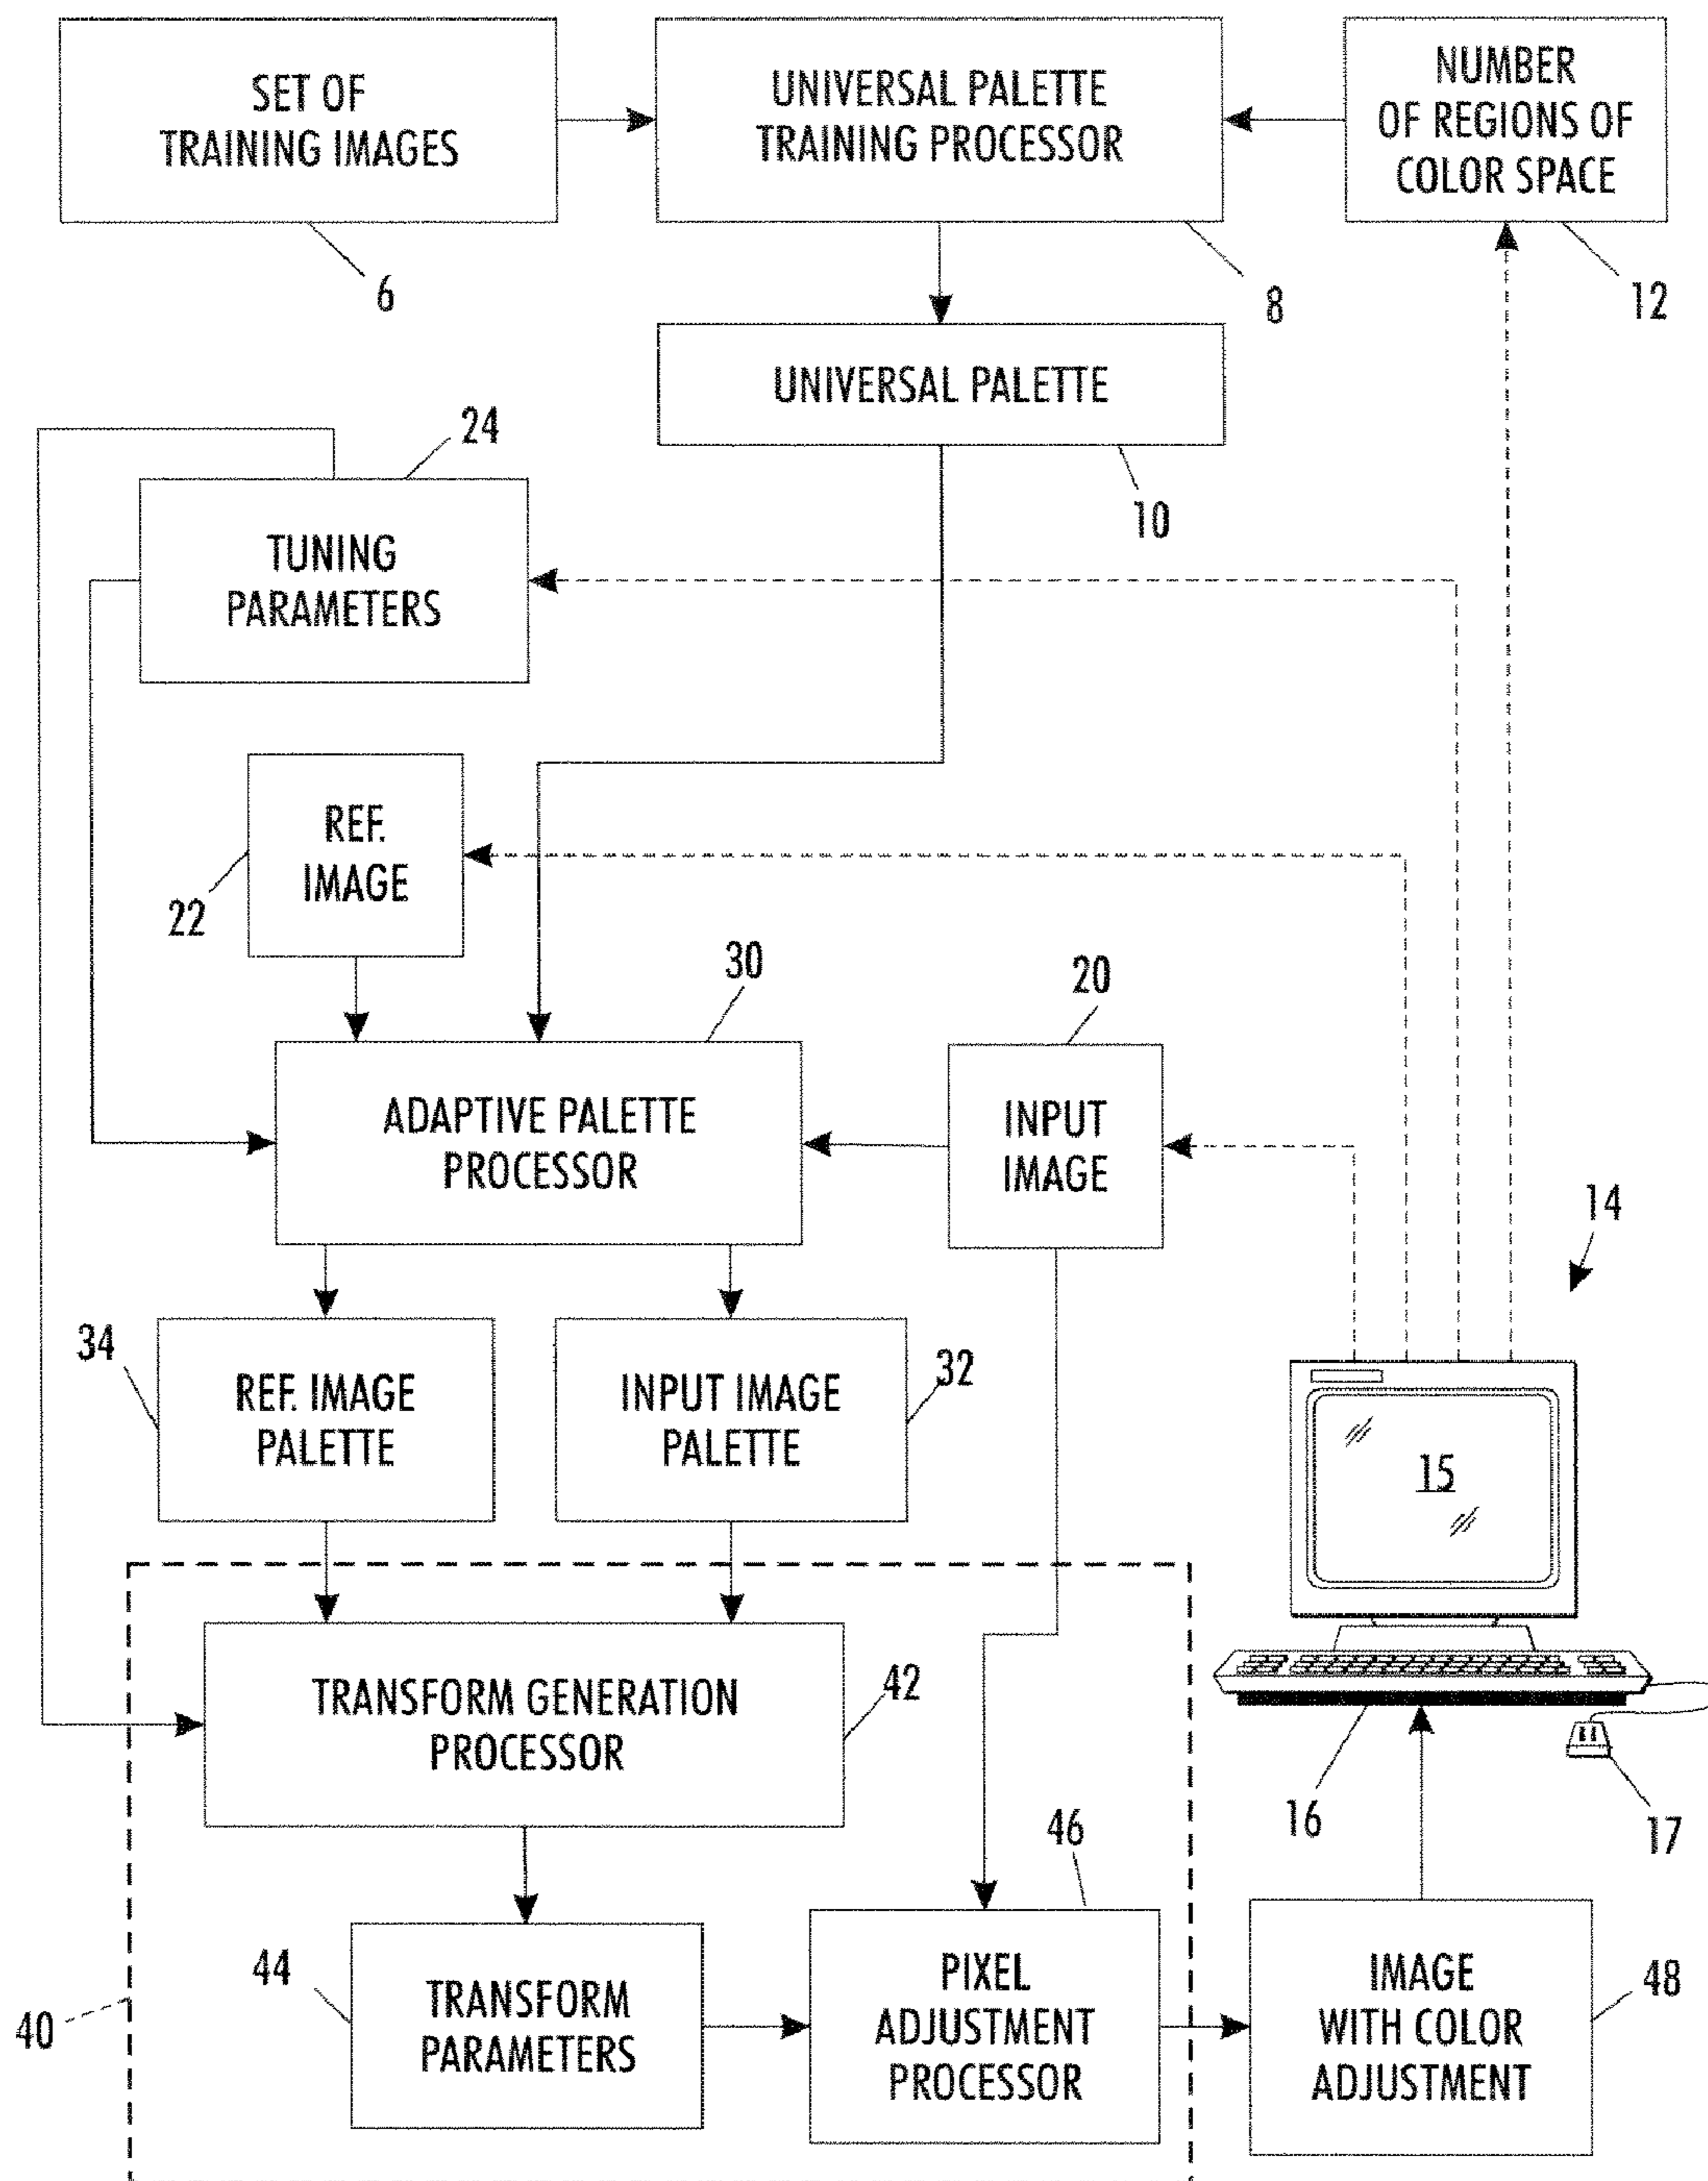 SET OF
TRAINING IMAGES
6
UNIVERSAL PALETTE
TRAINING PROCESSOR
8
NUMBER
OF REGIONS OF
COLOR SPACE
12
UNIVERSAL PALETTE
10
24
TUNING
PARAMETERS
REF.
IMAGE
22
30
ADAPTIVE PALETTE
PROCESSOR
20
INPUT
IMAGE
14
34
REF. IMAGE
PALETTE
INPUT IMAGE
PALETTE
32
15
TRANSFORM GENERATION
PROCESSOR
42
16
17
44
TRANSFORM
PARAMETERS
46
PIXEL
ADJUSTMENT
PROCESSOR
40
IMAGE
WITH COLOR
ADJUSTMENT
48